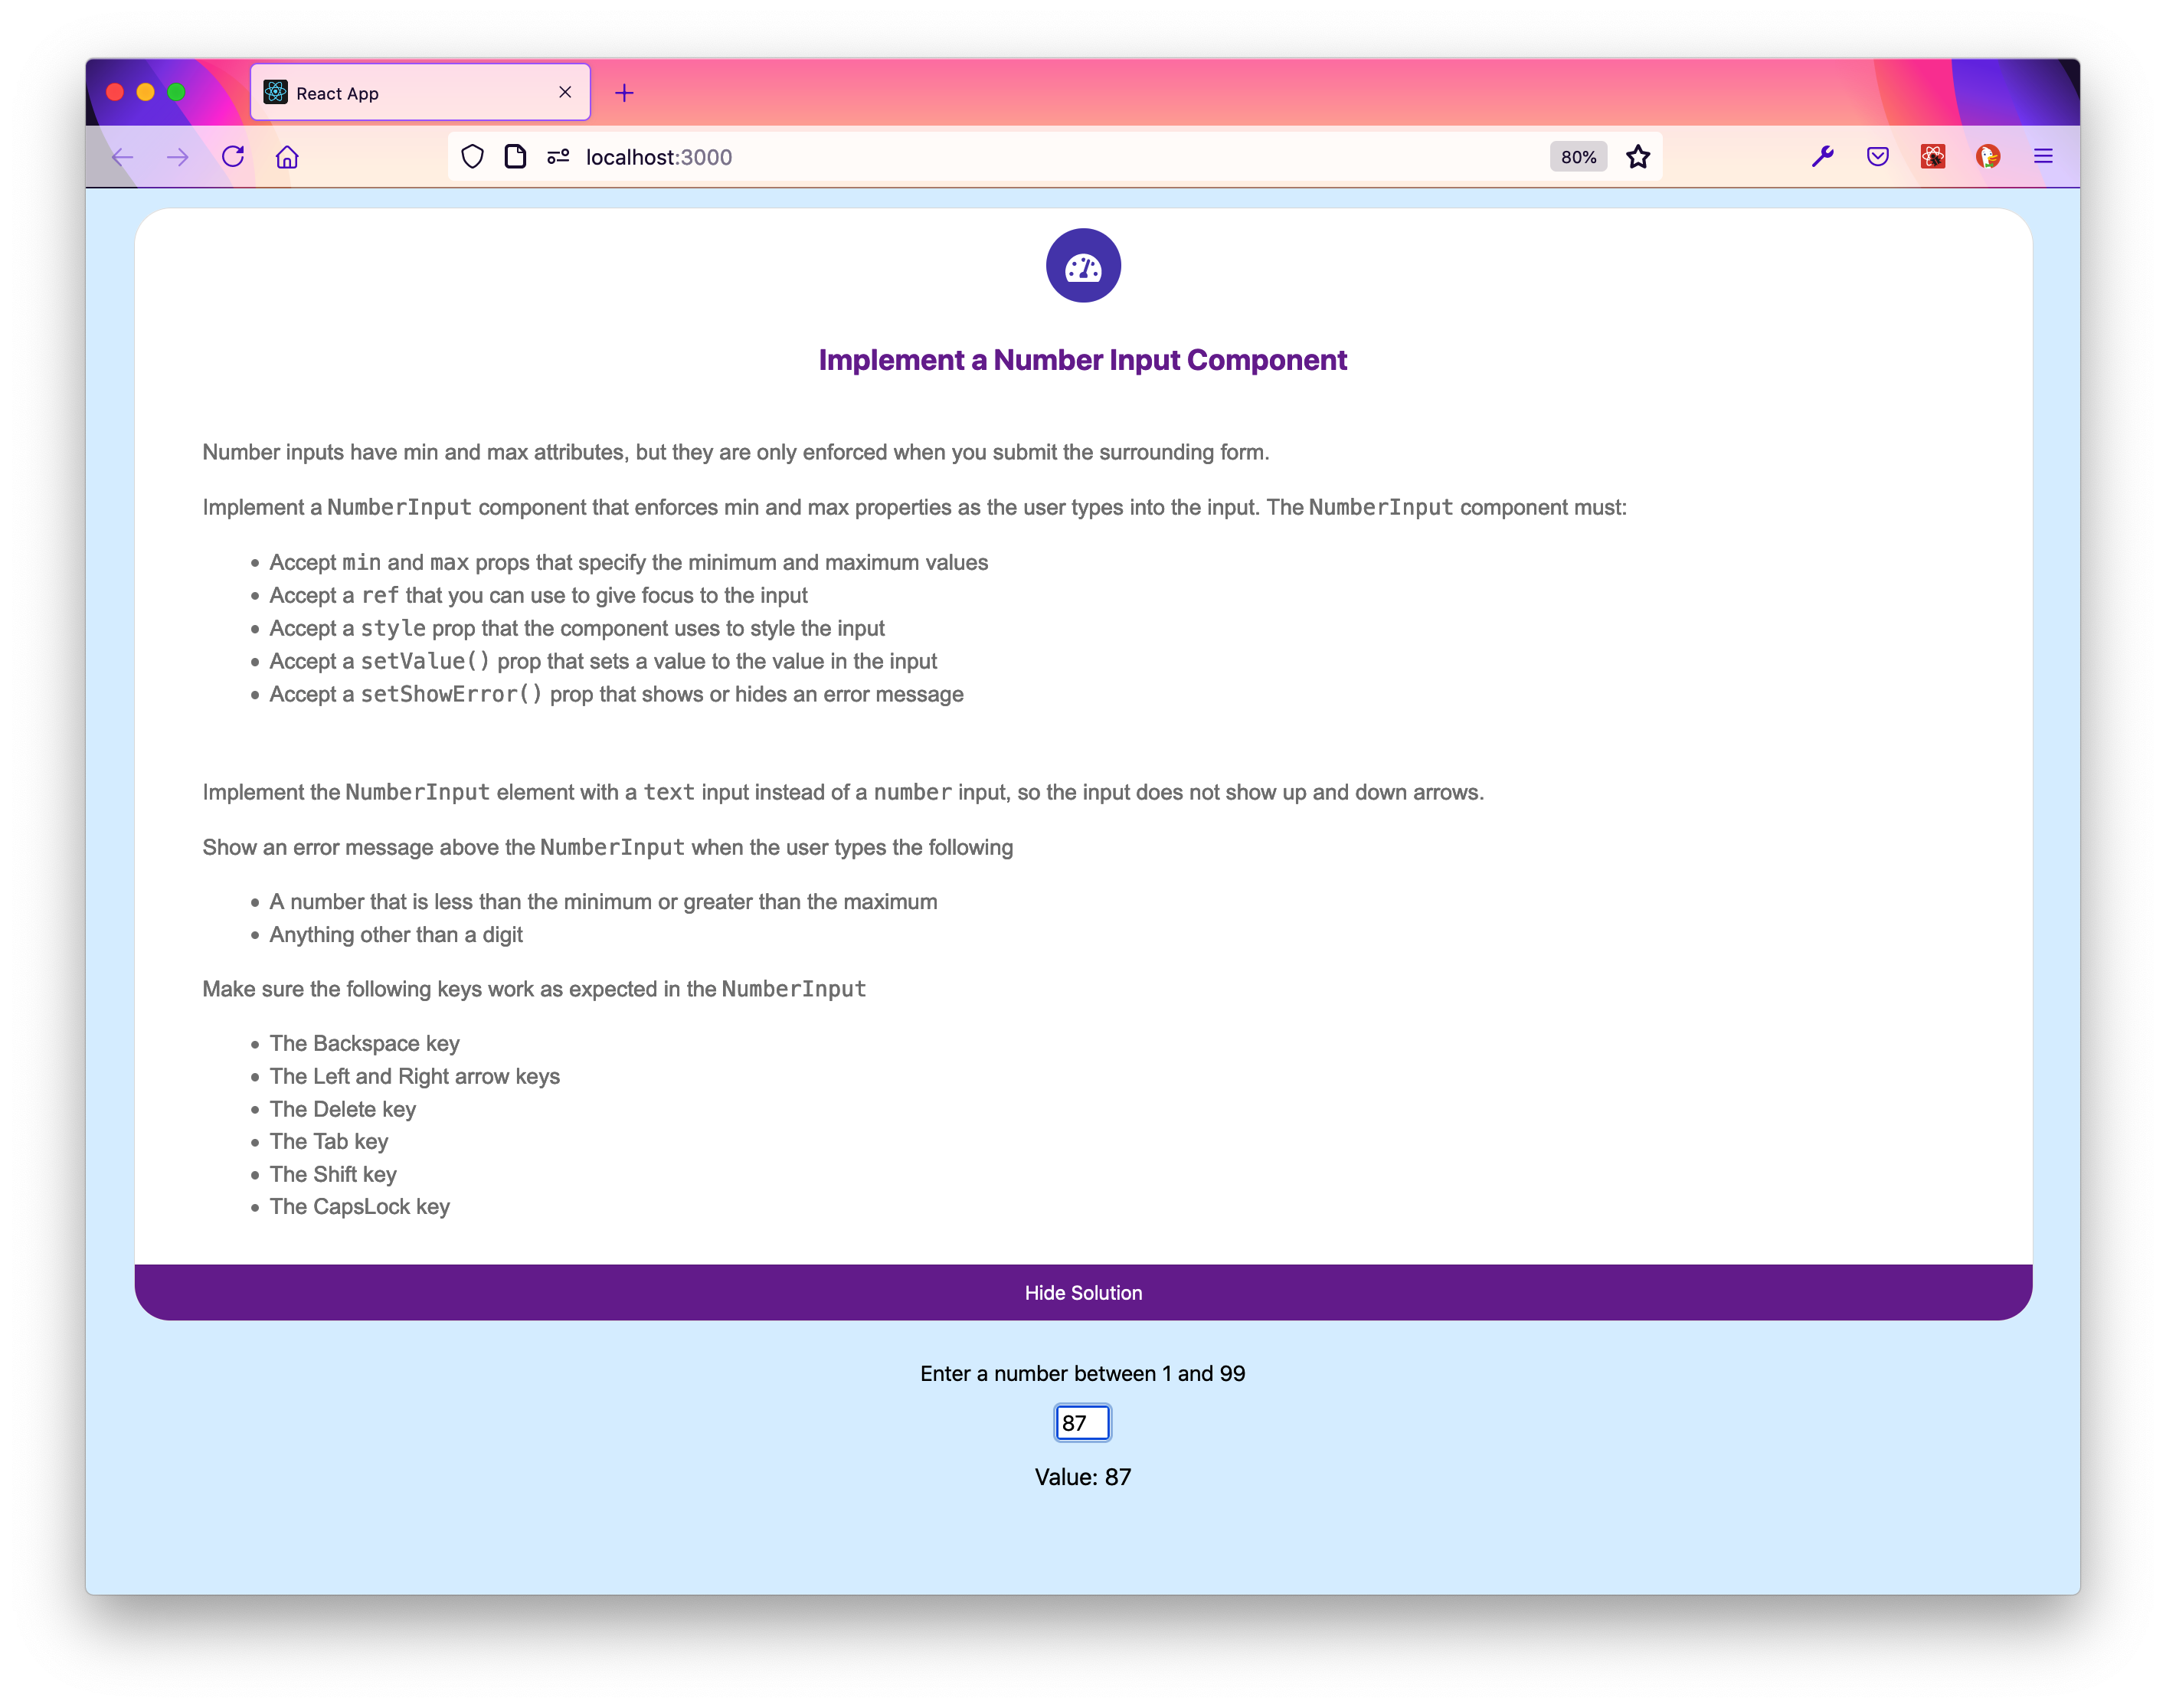 React App
localhost:3000
80%
Implement a Number Input Component
Number inputs have min and max attributes, but they are only enforced when you submit the surrounding form.
Implement a NumberInput component that enforces min and max properties as the user types into the input. The NumberInput component must:
• Accept min and max props that specify the minimum and maximum values
• Accept a ref that you can use to give focus to the input
• Accept a style prop that the component uses to style the input
• Accept a setValue() prop that sets a value to the value in the input
• Accept a setShowError() prop that shows or hides an error message
Implement the NumberInput element with a text input instead of a number input, so the input does not show up and down arrows.
Show an error message above the NumberInput when the user types the following
• A number that is less than the minimum or greater than the maximum
• Anything other than a digit
Make sure the following keys work as expected in the NumberInput
• The Backspace key
• The Left and Right arrow keys
• The Delete key
• The Tab key
• The Shift key
• The CapsLock key
Hide Solution
Enter a number between 1 and 99
87
Value: 87